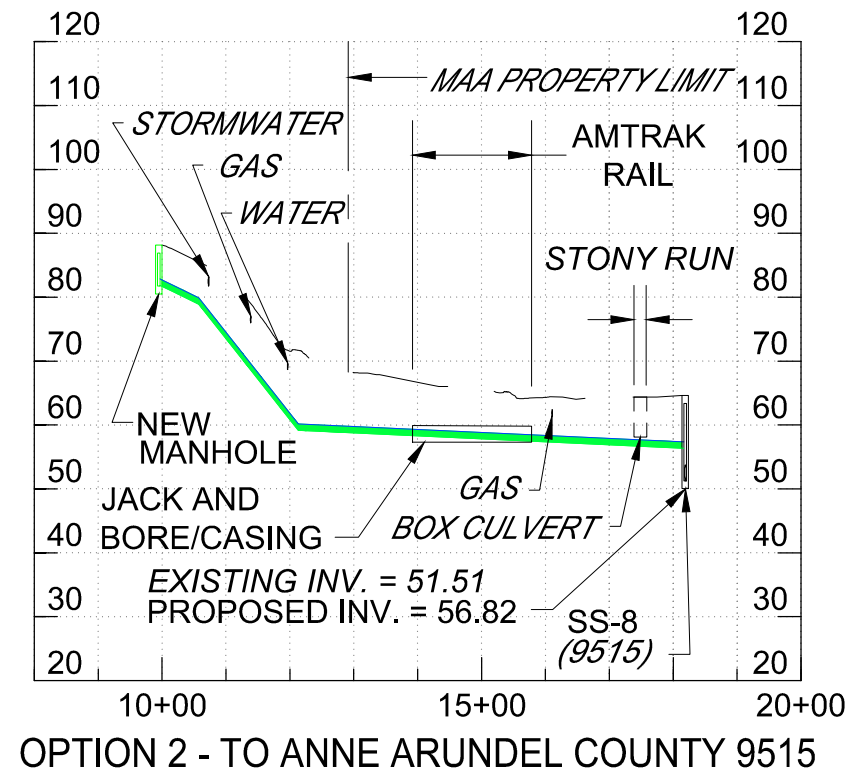 120 120
MAA PROPERTY LIMIT
110 110
STORMWATER
AMTRAK
RAIL
100 100
GAS
90 90
WATER
STONY RUN
80 80
70 70
60 60
NEW
MANHOLE
50 50
JACK AND
BORE/CASING
GAS
BOX CULVERT
40 40
EXISTING INV. = 51.51
PROPOSED INV. = 56.82
30 30
SS-8
(9515)
20 20
10+00 15+00 20+00
OPTION 2 - TO ANNE ARUNDEL COUNTY 9515